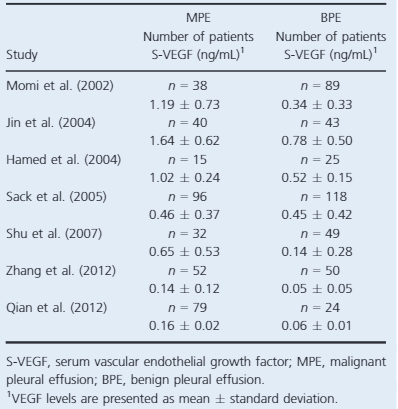 MPE BPE
Number of patients Number of patients
Study S-VEGF (ng/mL)¹ S-VEGF (ng/mL)¹
Momi et al. (2002) n = 38 n = 89
1.19 ± 0.73 0.34 ± 0.33
Jin et al. (2004) n = 40 n = 43
1.64 ± 0.62 0.78 ± 0.50
Hamed et al. (2004) n = 15 n = 25
1.02 ± 0.24 0.52 ± 0.15
Sack et al. (2005) n = 96 n = 118
0.46 ± 0.37 0.45 ± 0.42
Shu et al. (2007) n = 32 n = 49
0.65 ± 0.53 0.14 ± 0.28
Zhang et al. (2012) n = 52 n = 50
0.14 ± 0.12 0.05 ± 0.05
Qian et al. (2012) n = 79 n = 24
0.16 ± 0.02 0.06 ± 0.01
S-VEGF, serum vascular endothelial growth factor; MPE, malignant
pleural effusion; BPE, benign pleural effusion.
¹VEGF levels are presented as mean ± standard deviation.